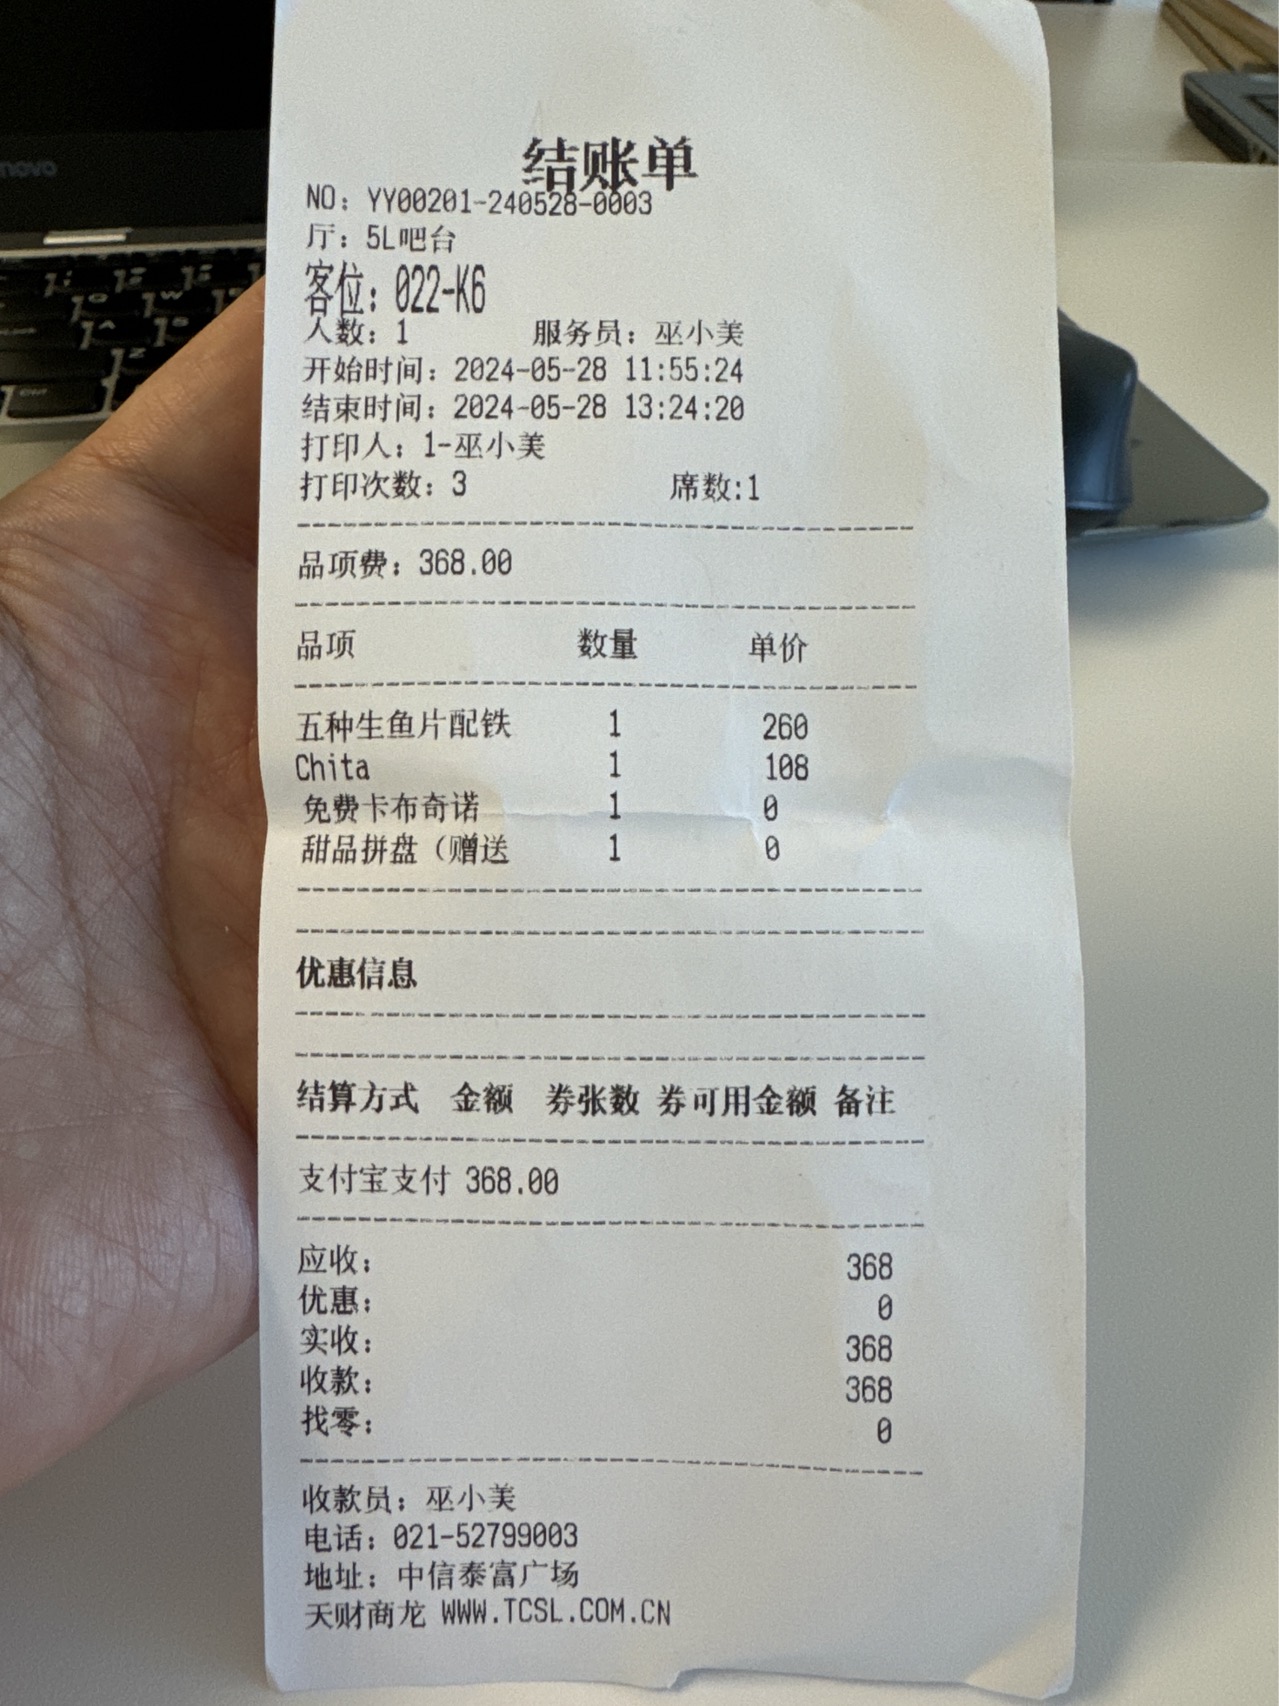 结账单
NO: YY00201-240528-0003
厅: 5L吧台
客位: 022-K6
人数: 1 服务员: 巫小美
开始时间: 2024-05-28 11:55:24
结束时间: 2024-05-28 13:24:20
打印人: 1-巫小美
打印次数: 3 席数:1
品项费: 368.00
品项 数量 单价
五种生鱼片配铁 1 260
Chita 1 108
免费卡布奇诺 1 0
甜品拼盘（赠送 1 0
优惠信息
结算方式 金额 券张数 券可用金额 备注
支付宝支付 368.00
应收: 368
优惠: 0
实收: 368
收款: 368
找零: 0
收款员: 巫小美
电话: 021-52799003
地址: 中信泰富广场
天财商龙 WWW.TCSL.COM.CN